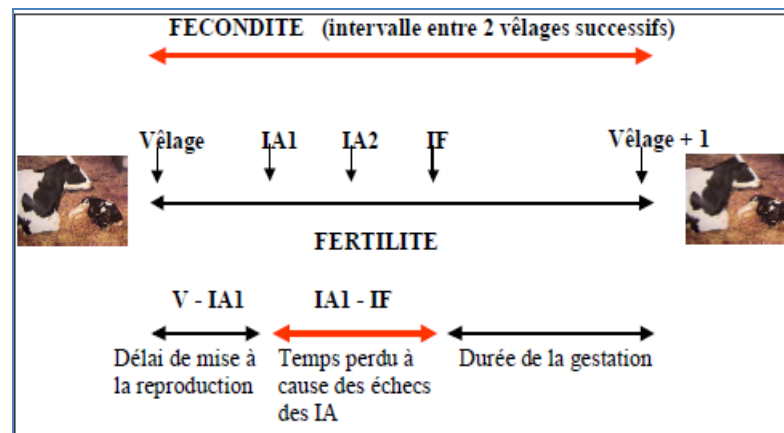 FECONDITE (intervalle entre 2 vêlages successifs)
Vêlage IA1 IA2 IF Vêlage + 1
FERTILITE
V - IA1 IA1 - IF
Délai de mise à la reproduction
Temps perdu à cause des échecs des IA
Durée de la gestation